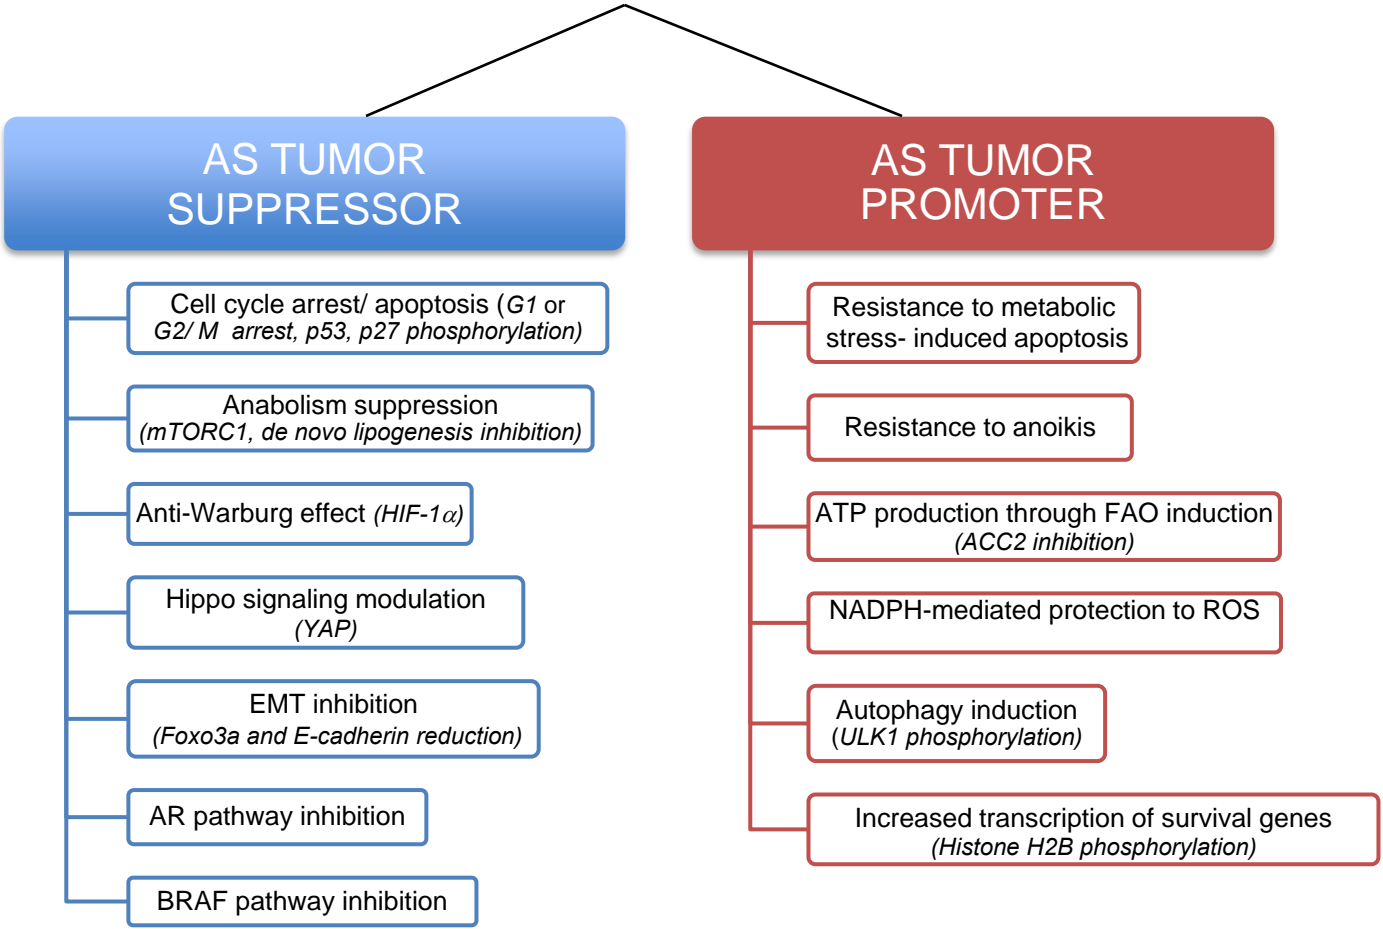 AS TUMOR
SUPPRESSOR
Cell cycle arrest/ apoptosis (G1 or
G2/ M arrest, p53, p27 phosphorylation)
Anabolism suppression
(mTORC1, de novo lipogenesis inhibition)
Anti-Warburg effect (HIF-1α)
Hippo signaling modulation
(YAP)
EMT inhibition
(Foxo3a and E-cadherin reduction)
AR pathway inhibition
BRAF pathway inhibition
AS TUMOR
PROMOTER
Resistance to metabolic
stress- induced apoptosis
Resistance to anoikis
ATP production through FAO induction
(ACC2 inhibition)
NADPH-mediated protection to ROS
Autophagy induction
(ULK1 phosphorylation)
Increased transcription of survival genes
(Histone H2B phosphorylation)